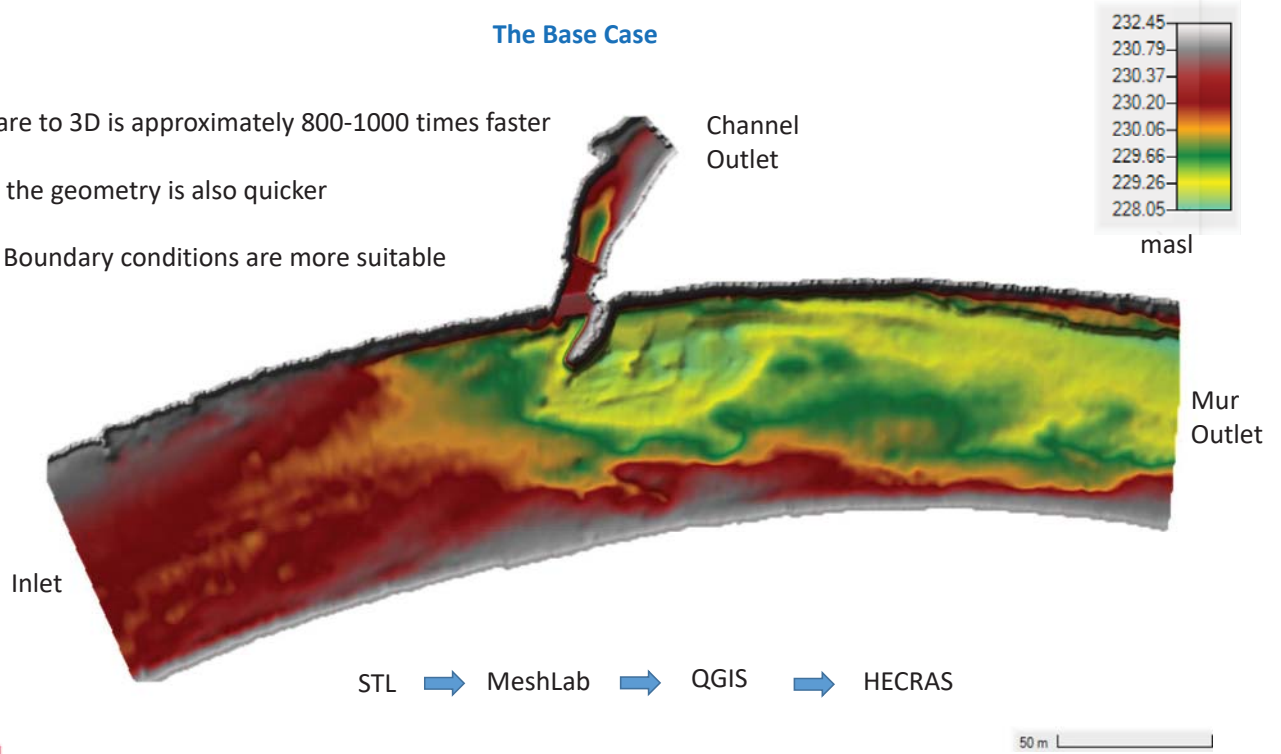 The Base Case
232.45
230.79
230.37
230.20
230.06
229.66
229.26
228.05
masl
are to 3D is approximately 800-1000 times faster
the geometry is also quicker
Boundary conditions are more suitable
Channel
Outlet
Mur
Outlet
Inlet
STL
MeshLab
QGIS
HECRAS
50 m